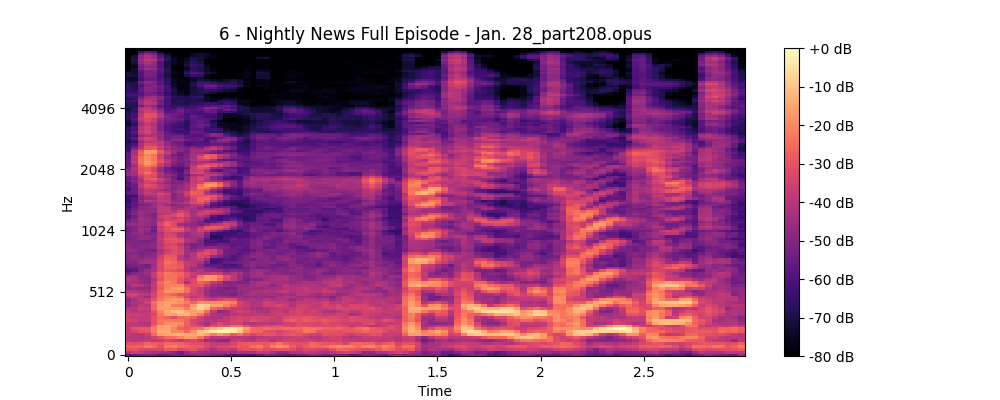 6 - Nightly News Full Episode - Jan. 28_part208.opus
+0 dB
-10 dB
-20 dB
-30 dB
-40 dB
-50 dB
-60 dB
-70 dB
-80 dB
4096
2048
1024
512
0
Hz
0 0.5 1 1.5 2 2.5
Time